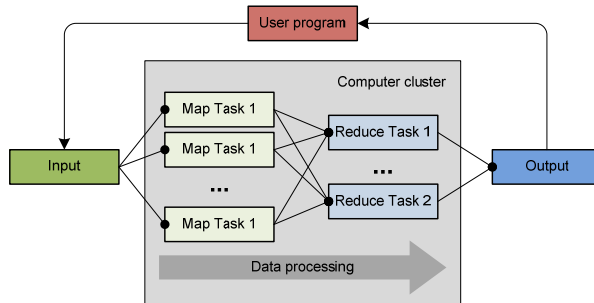 User program
Computer cluster
Map Task 1
Map Task 1
...
Map Task 1
Reduce Task 1
...
Reduce Task 2
Input
Output
Data processing